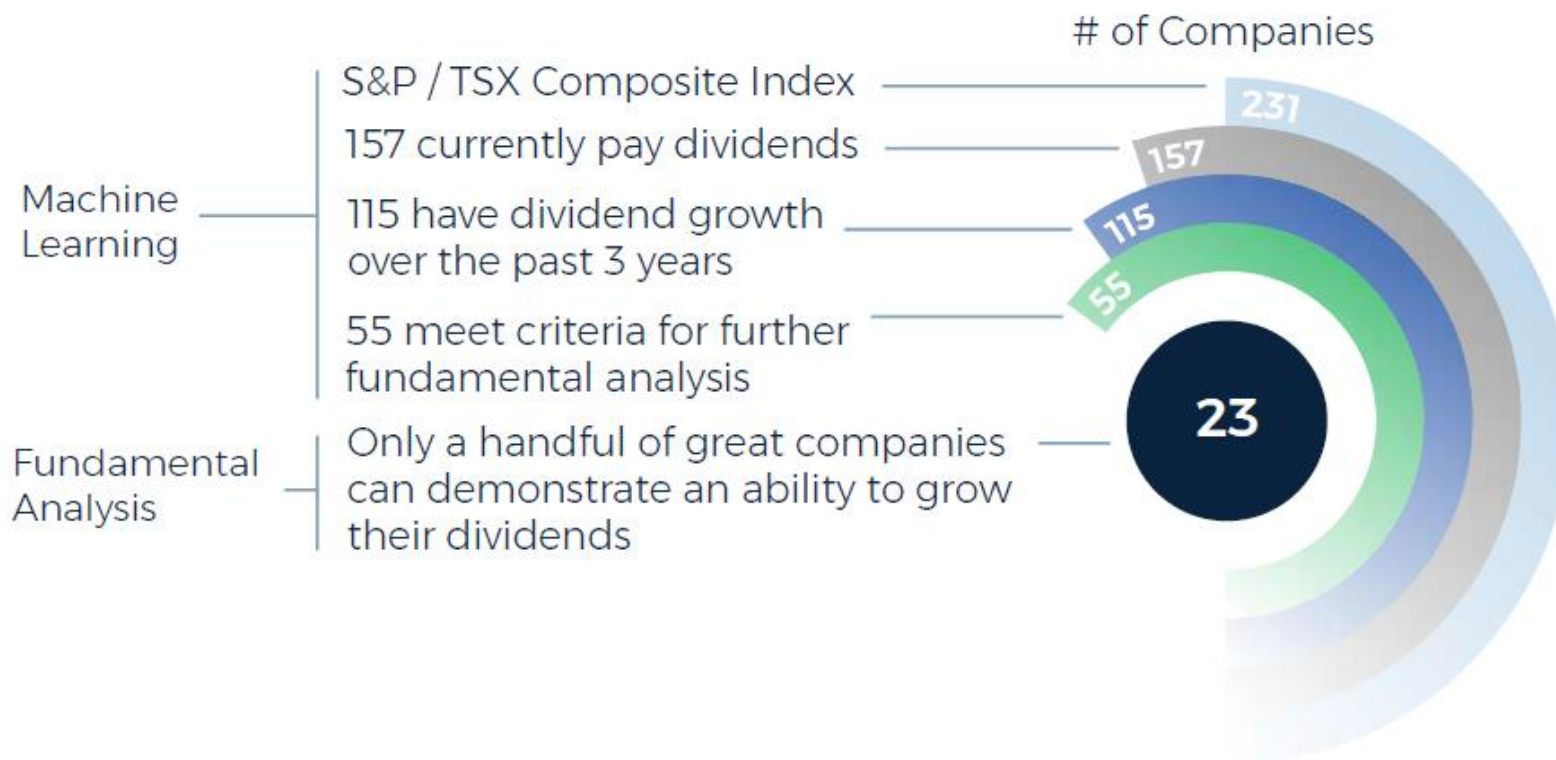 # of Companies
S&P / TSX Composite Index
231
157 currently pay dividends
157
Machine
Learning
115 have dividend growth
over the past 3 years
115
55 meet criteria for further
fundamental analysis
55
Fundamental
Analysis
Only a handful of great companies
can demonstrate an ability to grow
their dividends
23